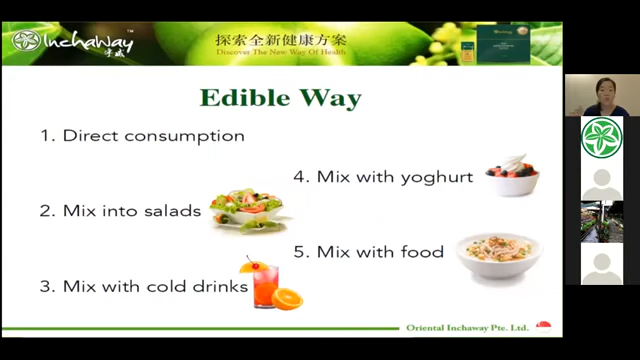 InchaWay™
探索全新健康方案
Discover The New Way Of Health
Edible Way
1. Direct consumption
2. Mix into salads
3. Mix with cold drinks
4. Mix with yoghurt
5. Mix with food
Oriental Inchaway Pte. Ltd.